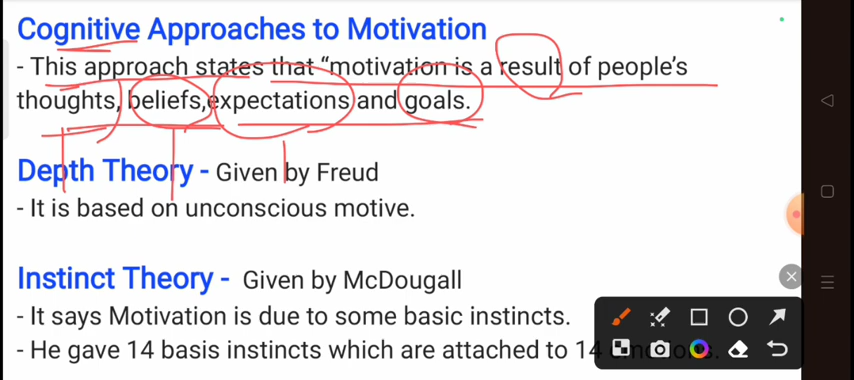 Cognitive Approaches to Motivation
- This approach states that “motivation is a result of people’s
thoughts, beliefs,expectations and goals.
Depth Theory - Given by Freud
- It is based on unconscious motive.
Instinct Theory - Given by McDougall
- It says Motivation is due to some basic instincts.
- He gave 14 basis instincts which are attached to 14 emotions.